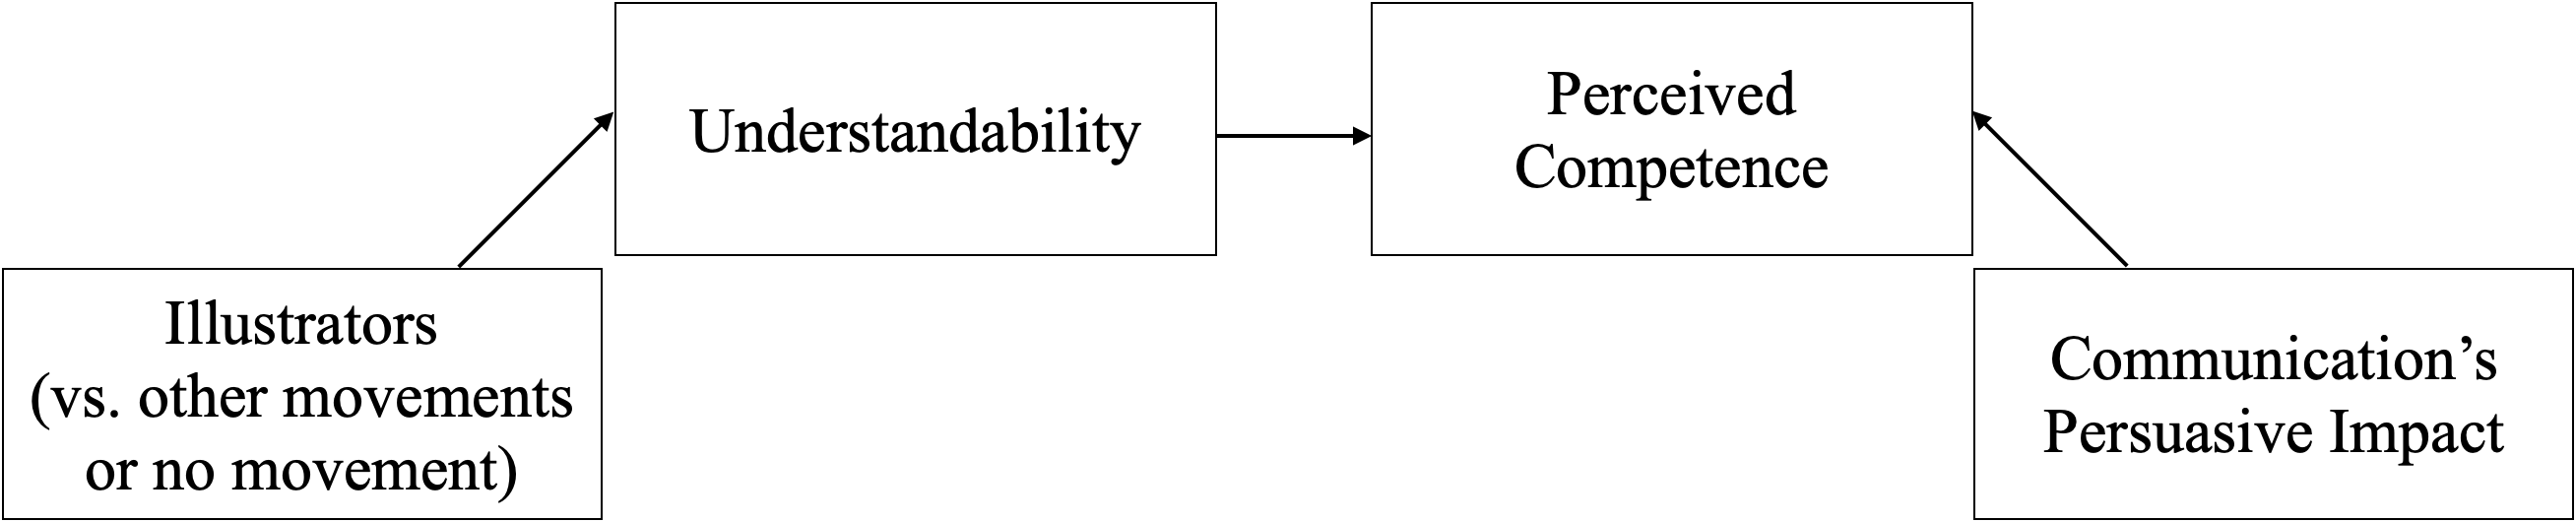 Understandability
Perceived
Competence
Illustrators
(vs. other movements
or no movement)
Communication’s
Persuasive Impact